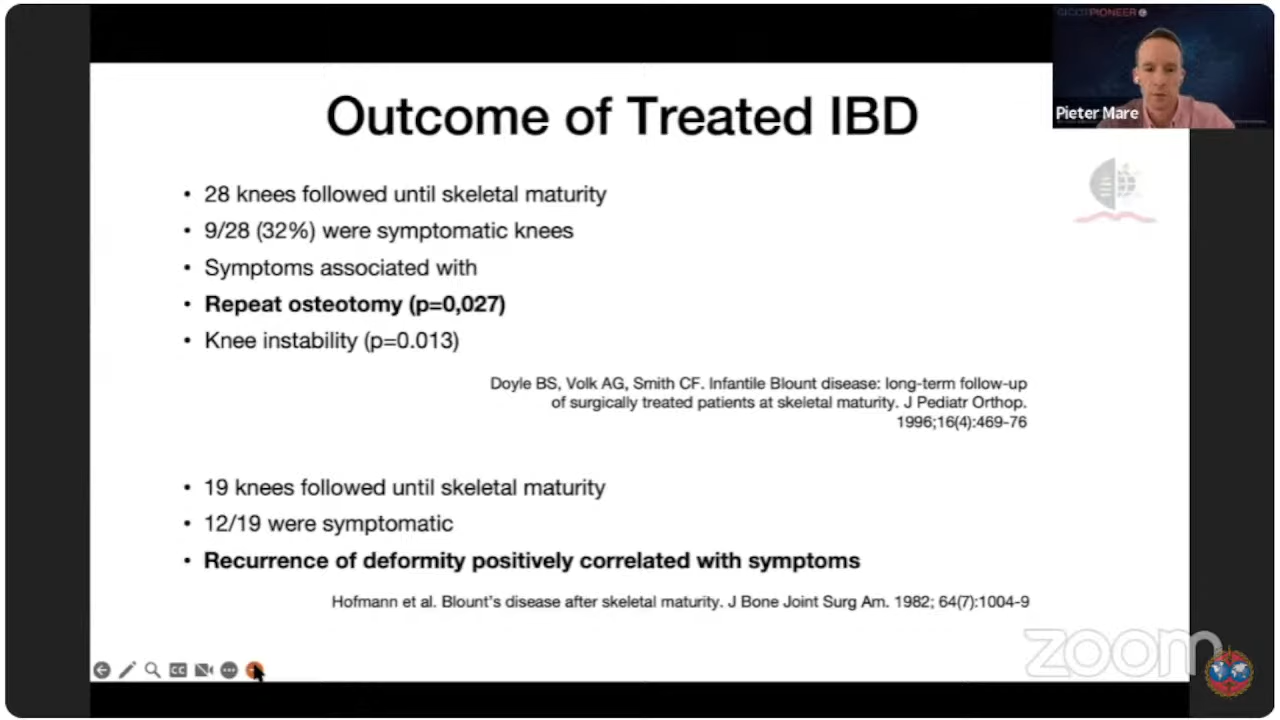 SICOT PIONEER
Pieter Mare
Outcome of Treated IBD
• 28 knees followed until skeletal maturity
• 9/28 (32%) were symptomatic knees
• Symptoms associated with
• Repeat osteotomy (p=0,027)
• Knee instability (p=0.013)
Doyle BS, Volk AG, Smith CF. Infantile Blount disease: long-term follow-up
of surgically treated patients at skeletal maturity. J Pediatr Orthop.
1996;16(4):469-76
• 19 knees followed until skeletal maturity
• 12/19 were symptomatic
• Recurrence of deformity positively correlated with symptoms
Hofmann et al. Blount's disease after skeletal maturity. J Bone Joint Surg Am. 1982; 64(7):1004-9
CC
zoom